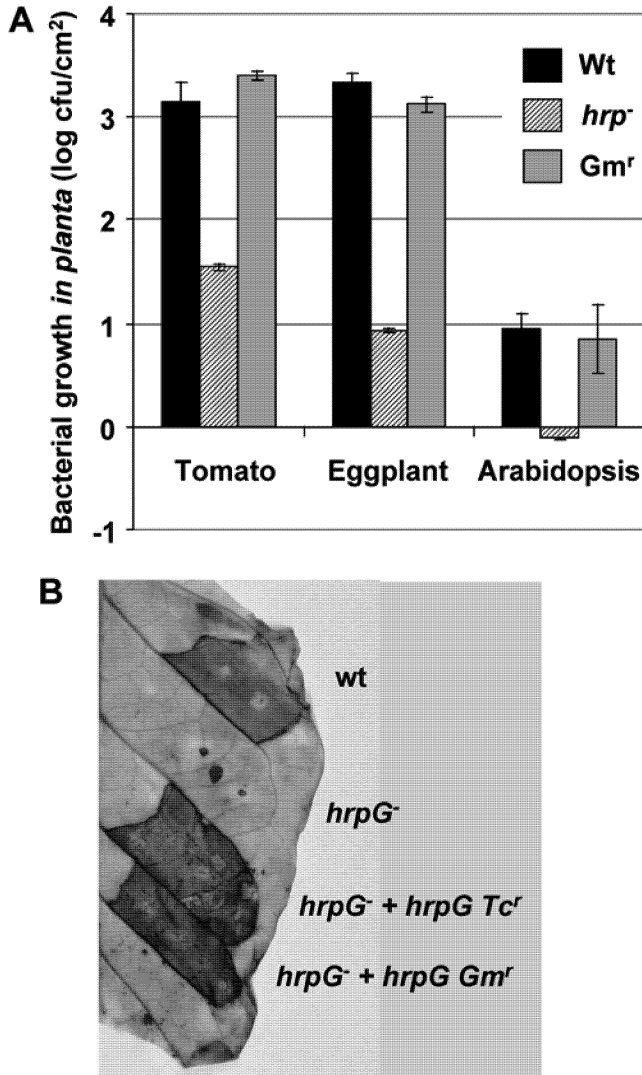 A
Bacterial growth in planta (log cfu/cm²)
4
3
2
1
0
-1
Wt
hrp⁻
Gmʳ
Tomato
Eggplant
Arabidopsis
B
wt
hrpG⁻
hrpG⁻ + hrpG Tcʳ
hrpG⁻ + hrpG Gmʳ